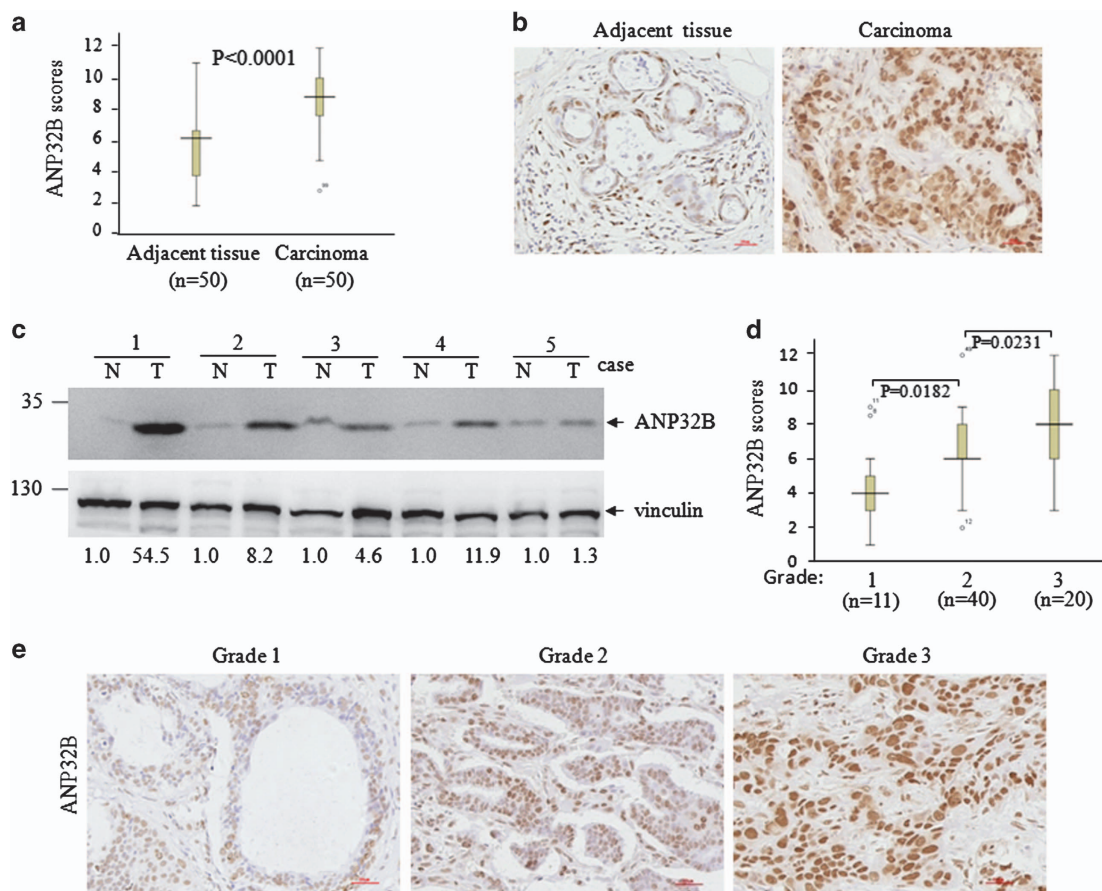 a
12
10
8
6
4
2
0
ANP32B scores
P<0.0001
Adjacent tissue
(n=50)
Carcinoma
(n=50)
b
Adjacent tissue
Carcinoma
c
1 2 3 4 5
N T N T N T N T N T case
35
ANP32B
130
vinculin
1.0 54.5 1.0 8.2 1.0 4.6 1.0 11.9 1.0 1.3
d
12
10
8
6
4
2
0
ANP32B scores
P=0.0231
P=0.0182
11
12
Grade: 1 2 3
(n=11) (n=40) (n=20)
e
Grade 1
Grade 2
Grade 3
ANP32B